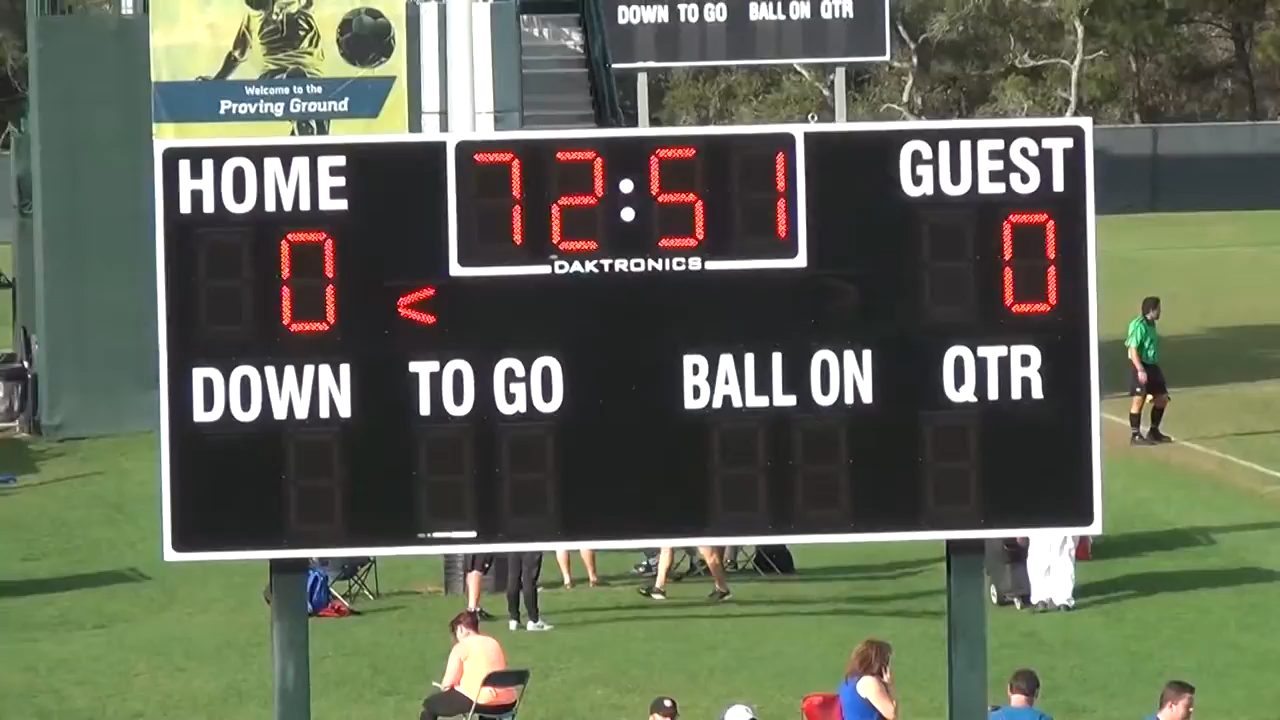 DOWN TO GO BALL ON QTR
Welcome to the
Proving Ground
HOME 72:51 GUEST
DAKTRONICS
0 < 0
DOWN TO GO BALL ON QTR